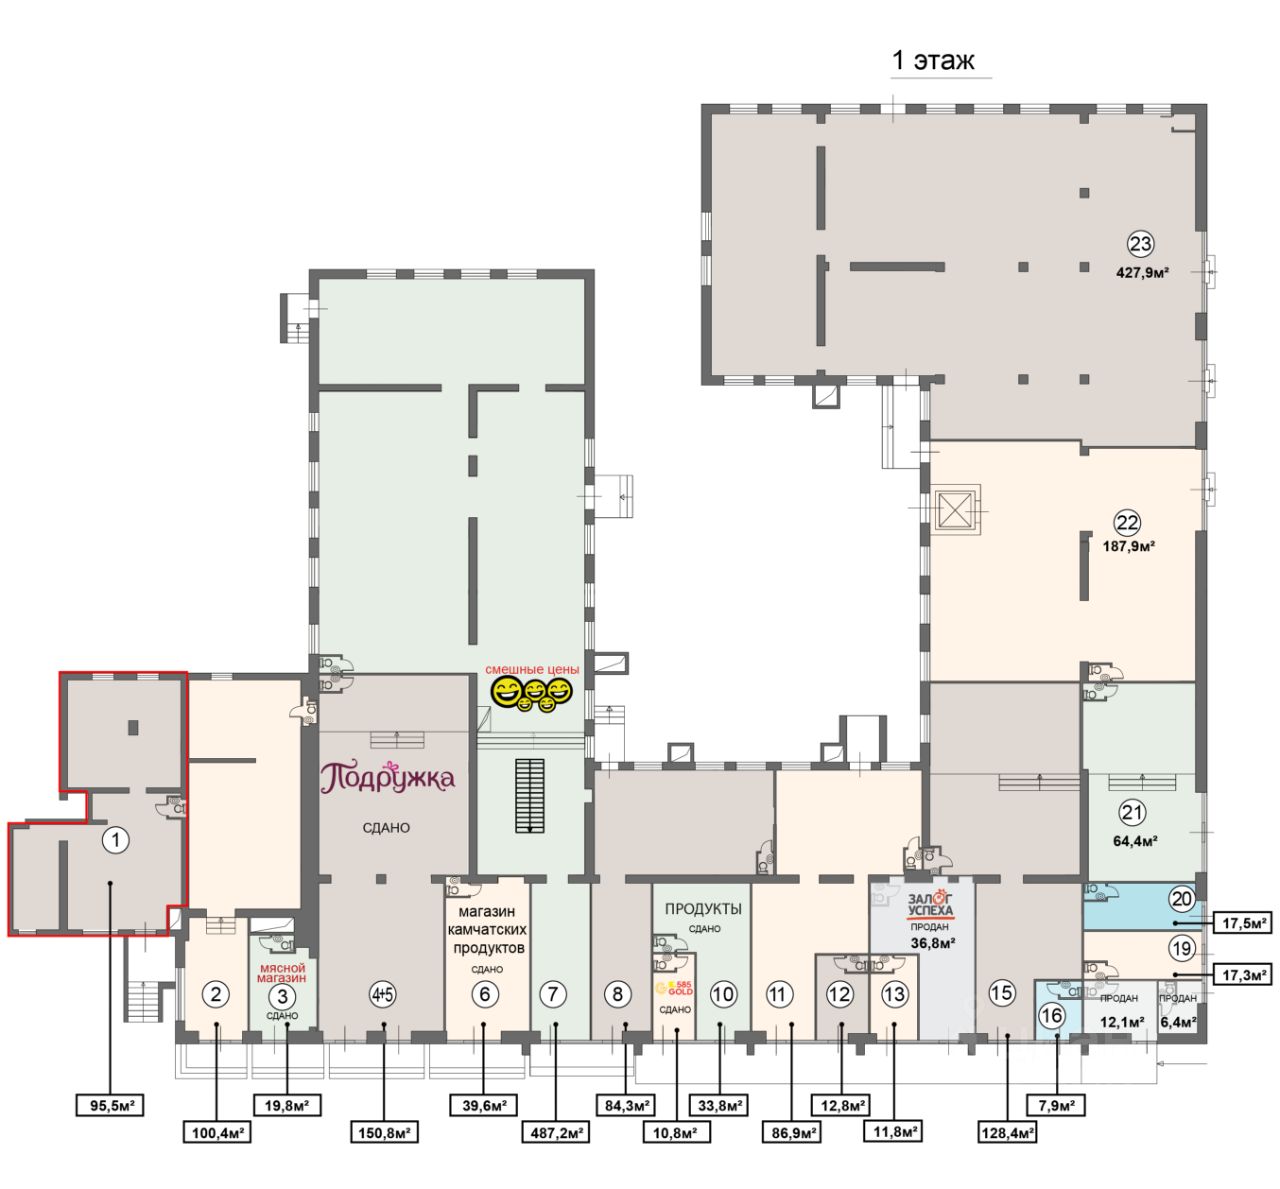 1 этаж
23
427,9м²
22
187,9м²
смешные цены
Подружка
СДАНО
1
21
64,4м²
ПРОДУКТЫ
СДАНО
ЗАЛОГ
УСПЕХА
ПРОДАН
36,8м²
20
17,5м²
магазин
камчатских
продуктов
СДАНО
6
19
17,3м²
мясной
магазин
3
СДАНО
2
4+5
7
8
585
GOLD
СДАНО
10
11
12
13
15
16
ПРОДАН
12,1м²
ПРОДАН
6,4м²
95,5м²
19,8м²
39,6м²
84,3м²
33,8м²
12,8м²
7,9м²
100,4м²
150,8м²
487,2м²
10,8м²
86,9м²
11,8м²
128,4м²